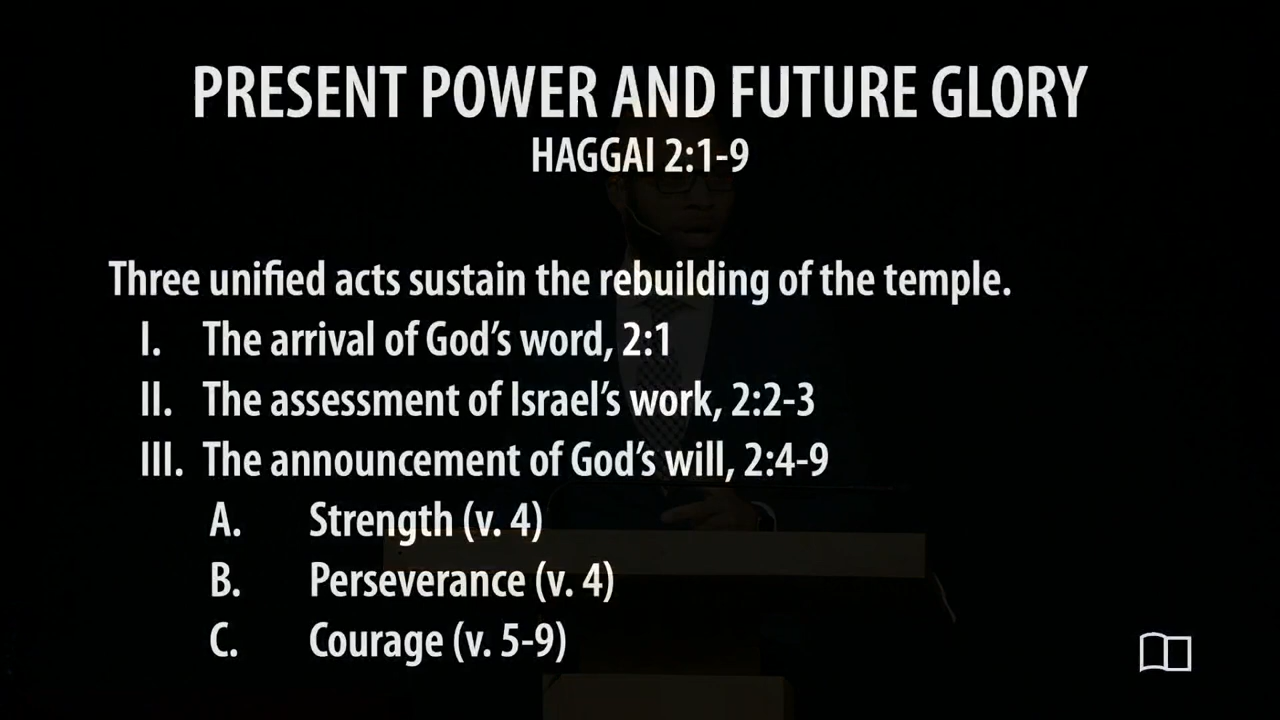 PRESENT POWER AND FUTURE GLORY
HAGGAI 2:1-9
Three unified acts sustain the rebuilding of the temple.
I. The arrival of God’s word, 2:1
II. The assessment of Israel’s work, 2:2-3
III. The announcement of God’s will, 2:4-9
A. Strength (v. 4)
B. Perseverance (v. 4)
C. Courage (v. 5-9)